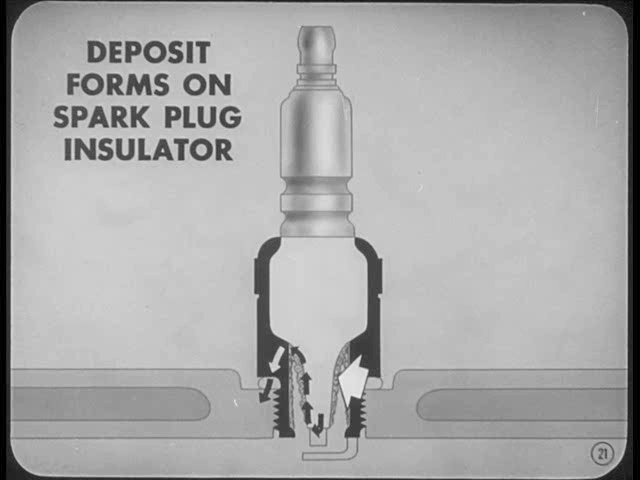 DEPOSIT
FORMS ON
SPARK PLUG
INSULATOR
21